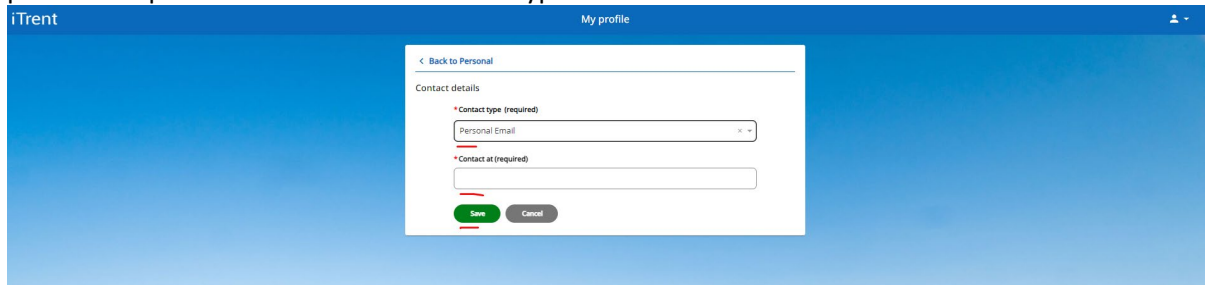 iTrent
My profile
Back to Personal
Contact details
*Contact type (required)
Personal Email
*Contact at (required)
Save
Cancel